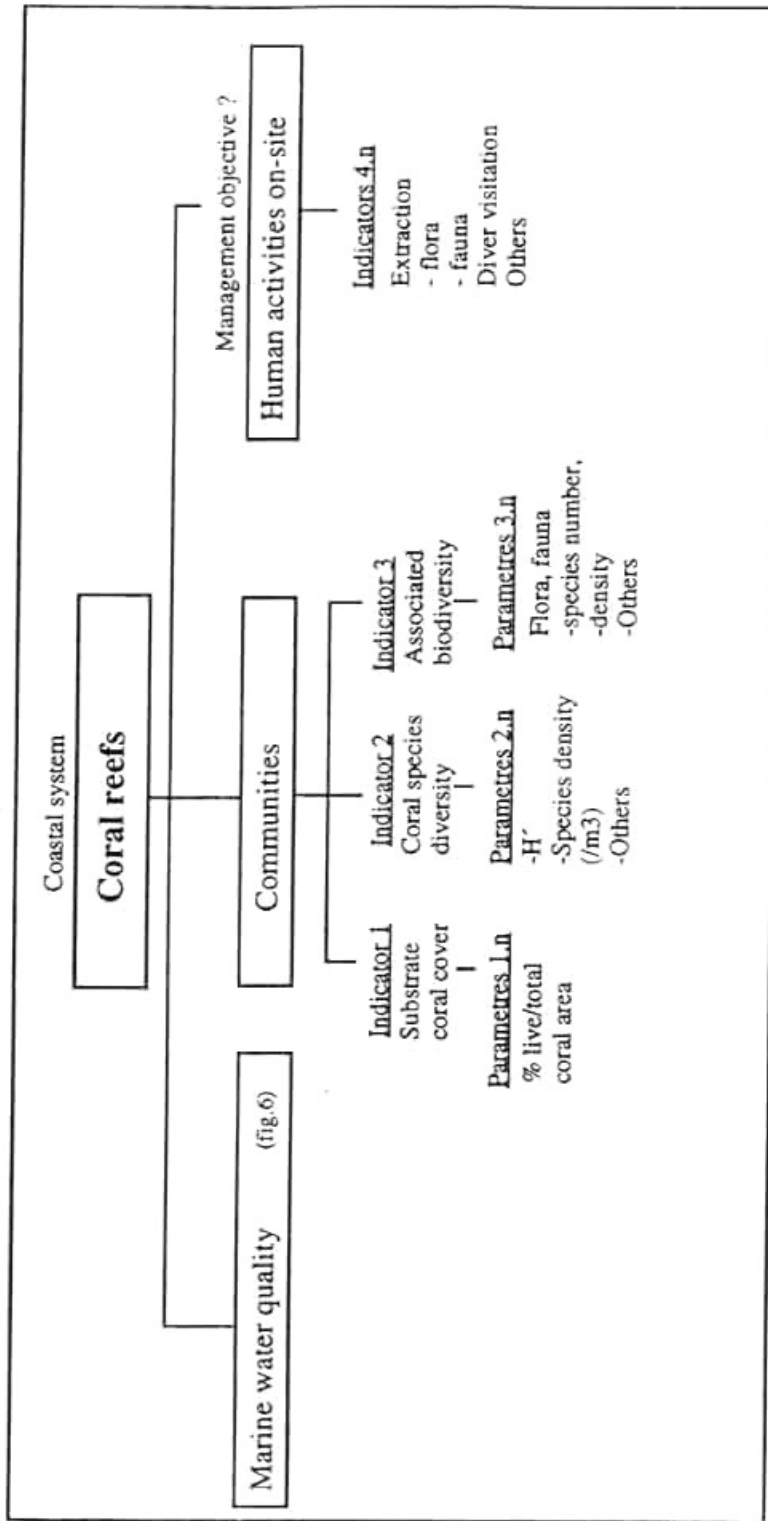 Coastal system
Coral reefs
Management objective ?
Marine water quality (fig.6)
Communities
Human activities on-site
Indicator 1
Substrate
coral cover
Parametres 1.n
% live/total
coral area
Indicator 2
Coral species
diversity
Parametres 2.n
-H´
-Species density
(/m3)
-Others
Indicator 3
Associated
biodiversity
Parametres 3.n
Flora, fauna
-species number,
-density
-Others
Indicators 4.n
Extraction
- flora
- fauna
Diver visitation
Others